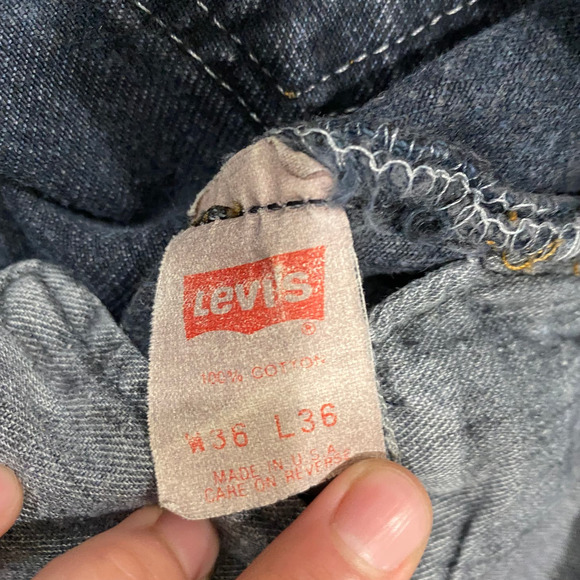 Levi's ®
100% COTTON
W36 L36
MADE IN U.S.A.
CARE ON REVERSE